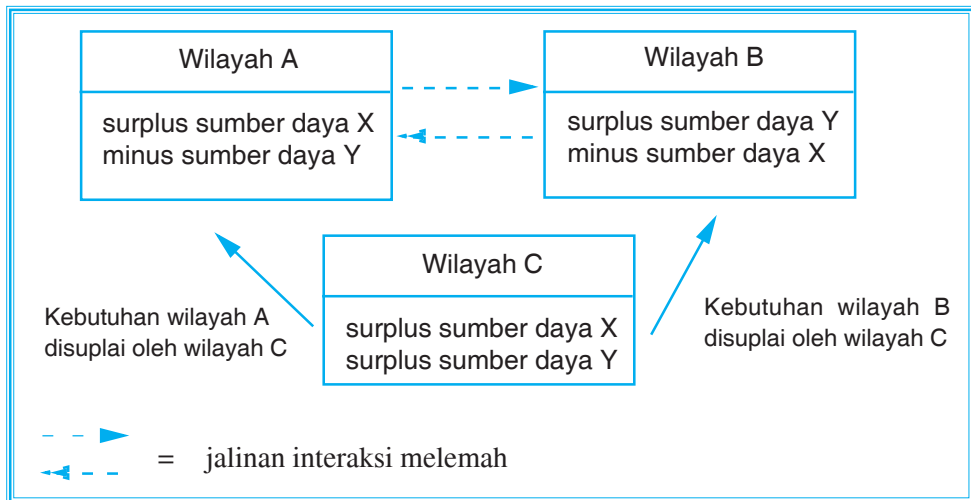 Wilayah A
surplus sumber daya X
minus sumber daya Y
Wilayah B
surplus sumber daya Y
minus sumber daya X
Wilayah C
surplus sumber daya X
surplus sumber daya Y
Kebutuhan wilayah A
disuplai oleh wilayah C
Kebutuhan wilayah B
disuplai oleh wilayah C
= jalinan interaksi melemah